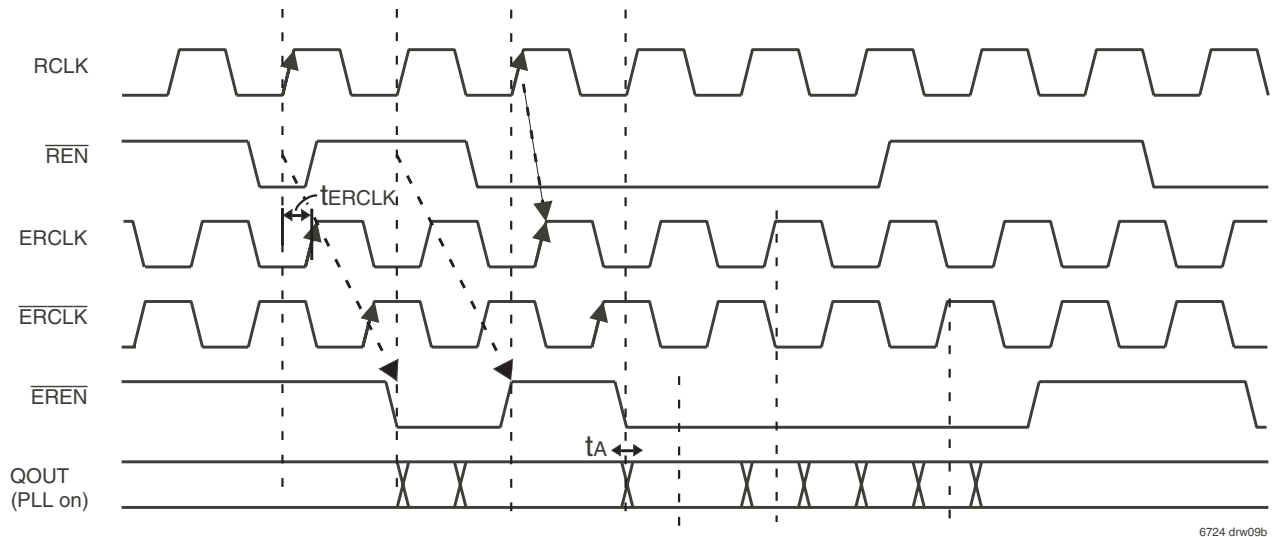 RCLK
REN
tERCLK
ERCLK
ERCLK
EREN
tA
QOUT
(PLL on)
6724 drw09b